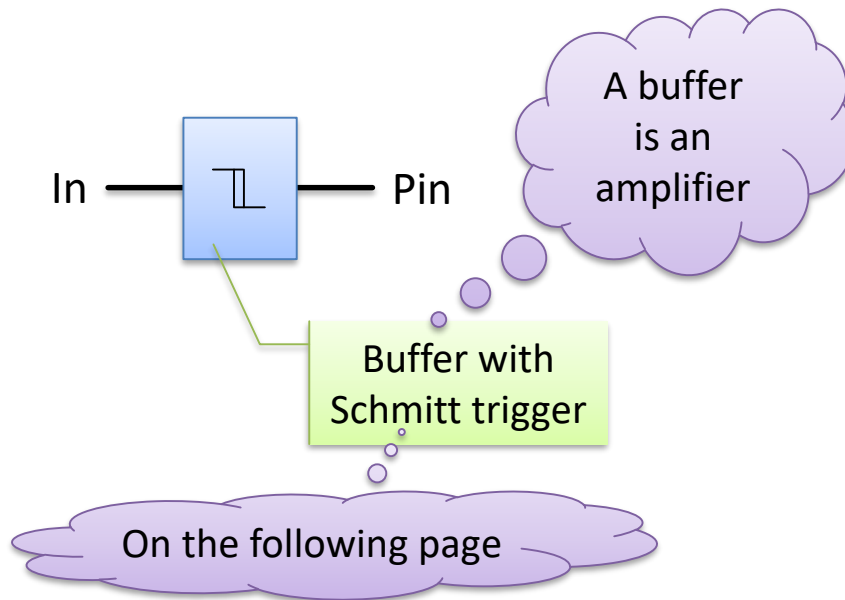 A buffer
is an
amplifier
In
Pin
Buffer with
Schmitt trigger
On the following page